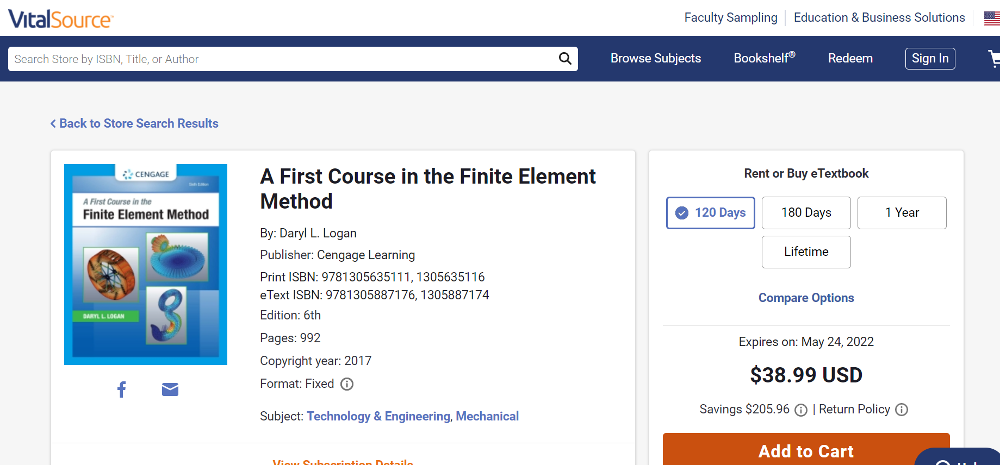 VitalSource™
Faculty Sampling
Education & Business Solutions
Search Store by ISBN, Title, or Author
Browse Subjects
Bookshelf®
Redeem
Sign In
Back to Store Search Results
CENGAGE
Sixth Edition
A First Course in the
Finite Element Method
DARYL L. LOGAN
A First Course in the Finite Element
Method
By: Daryl L. Logan
Publisher: Cengage Learning
Print ISBN: 9781305635111, 1305635116
eText ISBN: 9781305887176, 1305887174
Edition: 6th
Pages: 992
Copyright year: 2017
Format: Fixed
Subject: Technology & Engineering, Mechanical
View Subscription Details
Rent or Buy eTextbook
120 Days
180 Days
1 Year
Lifetime
Compare Options
Expires on: May 24, 2022
$38.99 USD
Savings $205.96 | Return Policy
Add to Cart